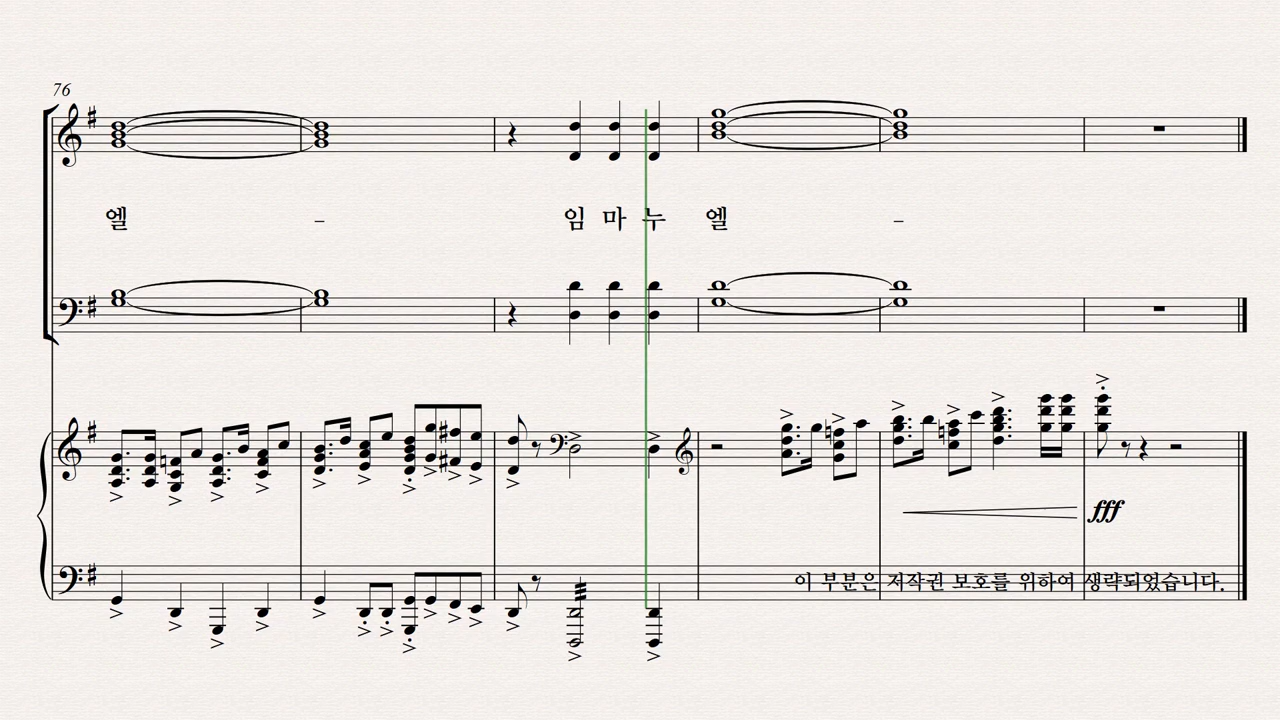 76
엘 – 임 마 누 엘 –
fff
이 부분은 저작권 보호를 위하여 생략되었습니다.